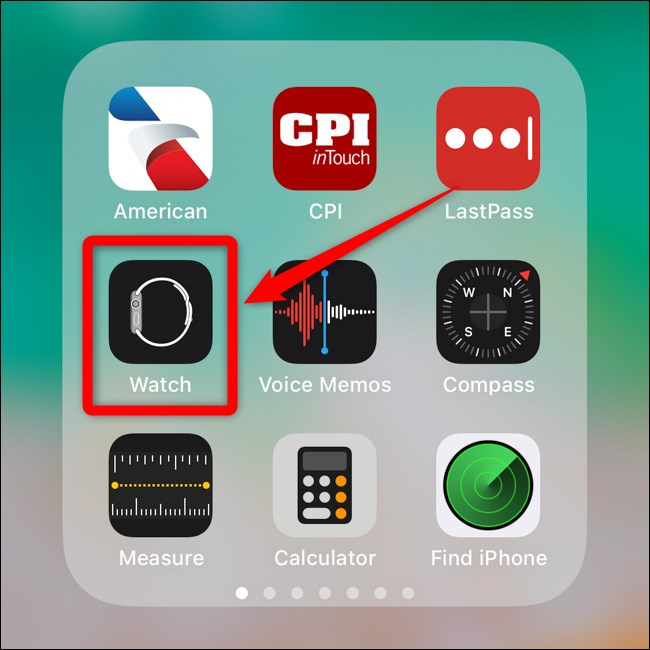 CPI
inTouch
American
CPI
LastPass
W N
S E
Watch
Voice Memos
Compass
Measure
Calculator
Find iPhone